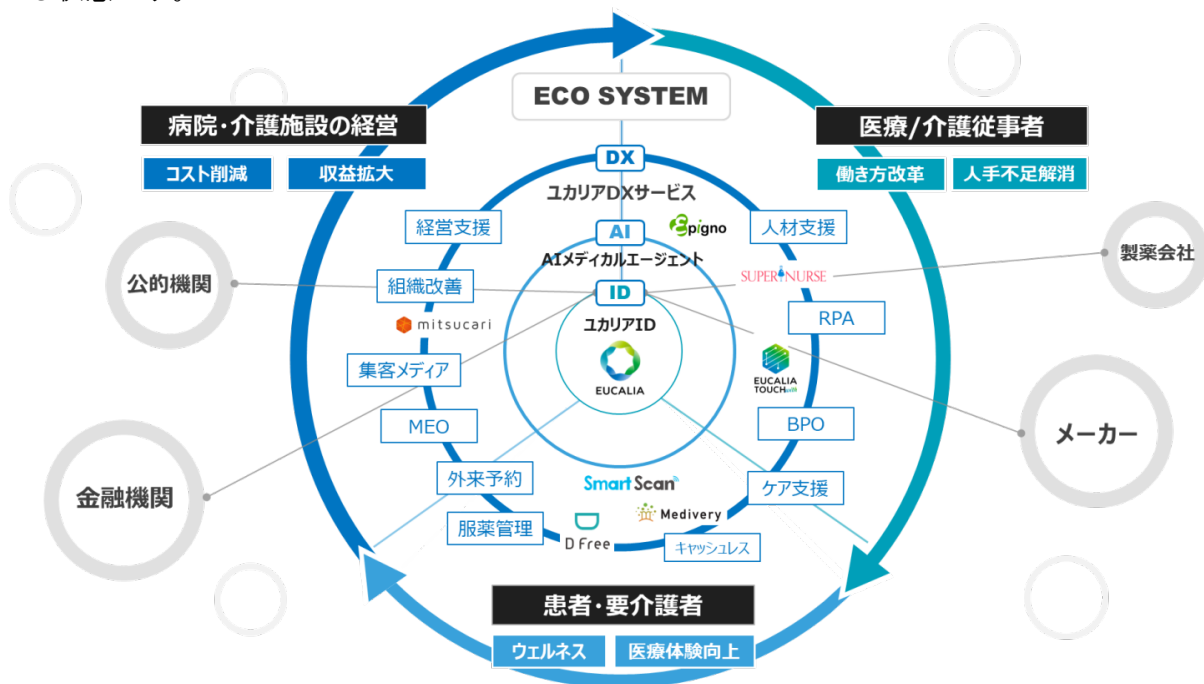 ECO SYSTEM
病院・介護施設の経営
コスト削減
収益拡大
医療/介護従事者
働き方改革
人手不足解消
DX
ユカリアDXサービス
経営支援
AI
Epigno
人材支援
AIメディカルエージェント
公的機関
組織改善
ID
SUPER NURSE
製薬会社
mitsucari
ユカリアID
RPA
集客メディア
EUCALIA
EUCALIA
TOUCH
MEO
BPO
メーカー
外来予約
Smart Scan
ケア支援
金融機関
服薬管理
D Free
Medivery
キャッシュレス
患者・要介護者
ウェルネス
医療体験向上